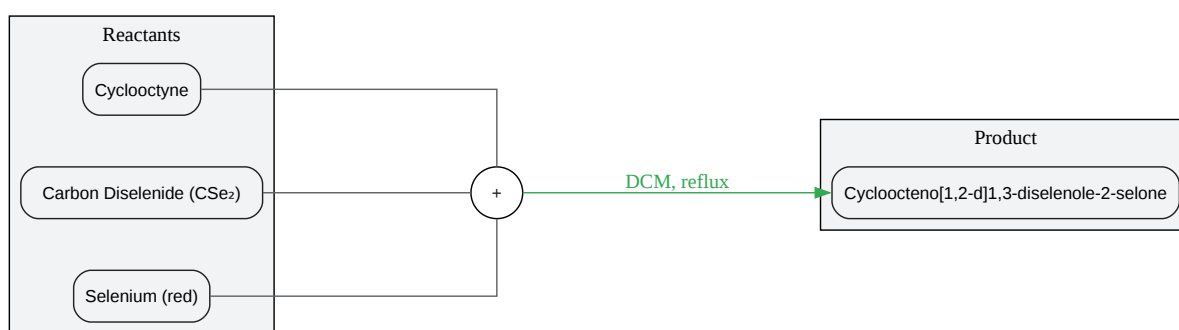 Reactants
Cyclooctyne
Carbon Diselenide (CSe₂)
Selenium (red)
+
DCM, reflux
Product
Cycloocteno[1,2-d]1,3-diselenole-2-selone